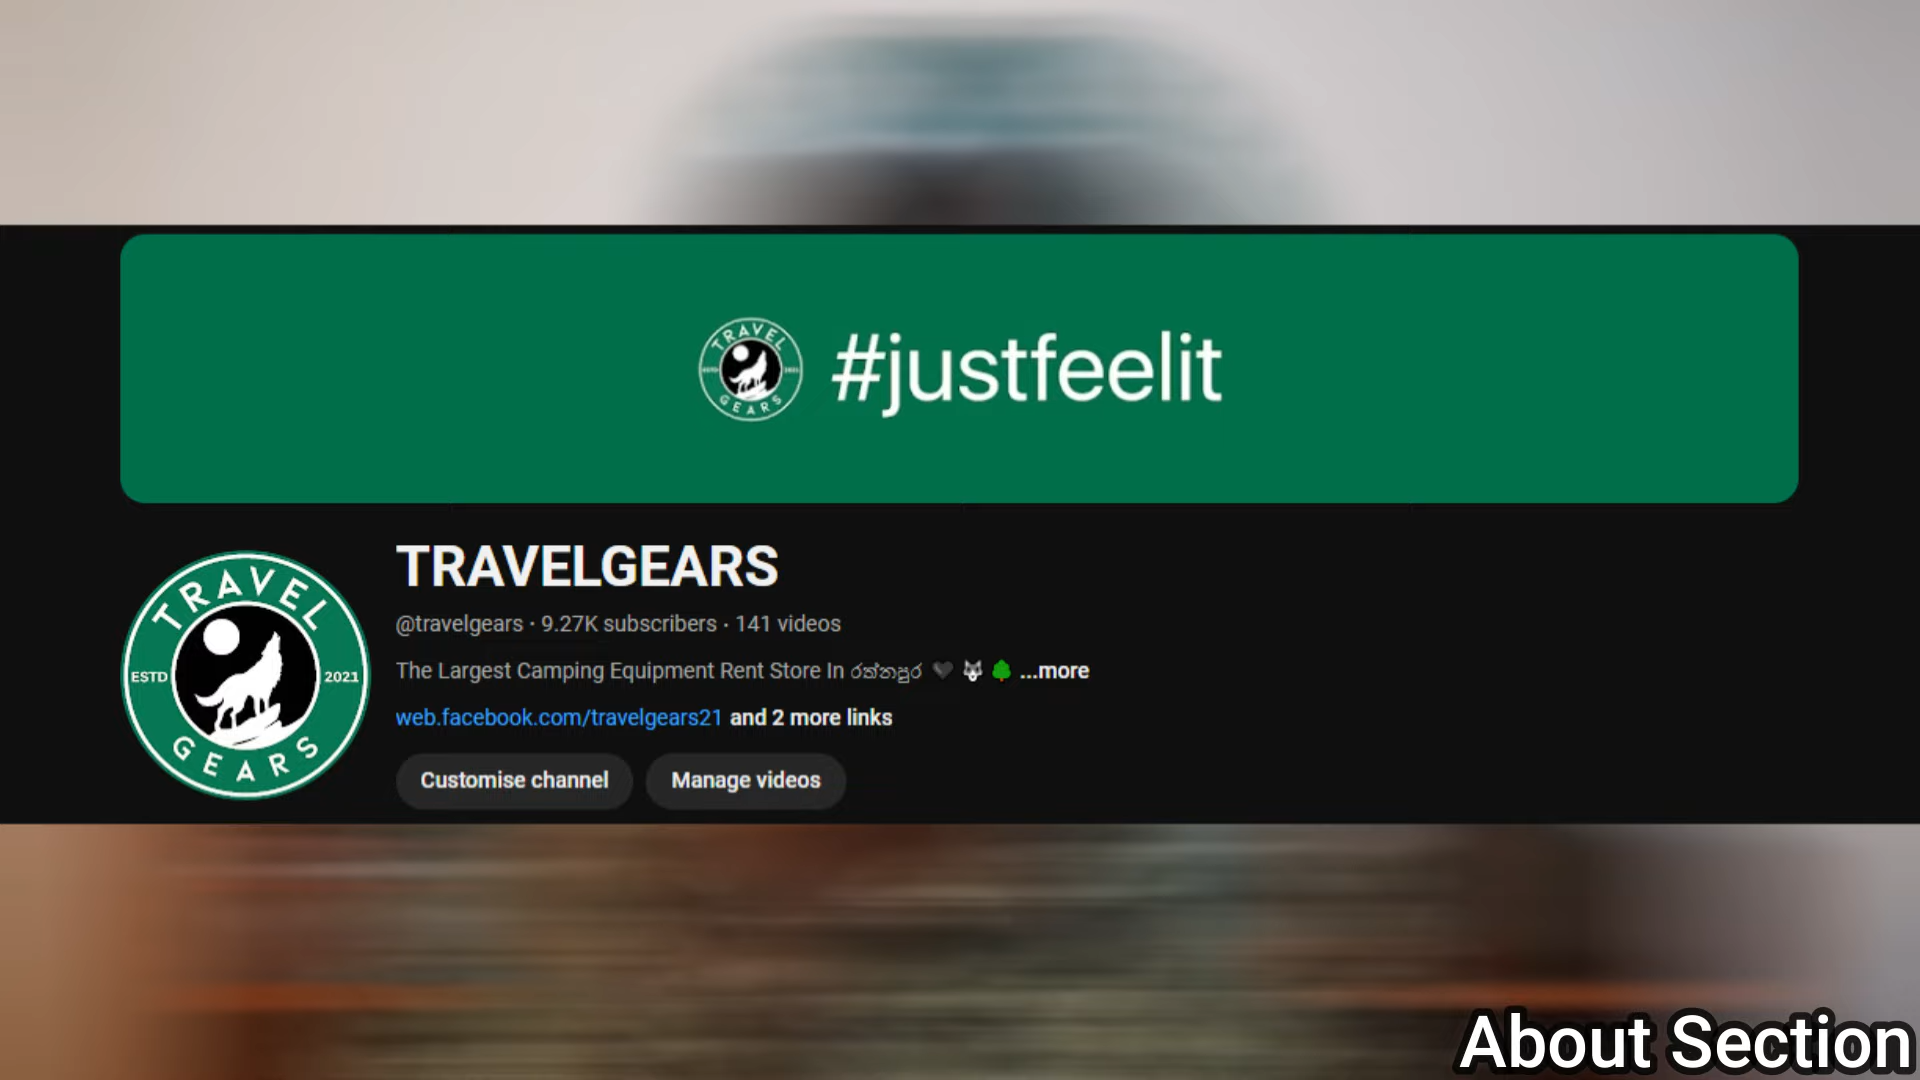 TRAVEL
ESTD 2021
GEARS
#justfeelit
TRAVEL
ESTD 2021
GEARS
TRAVELGEARS
@travelgears · 9.27K subscribers · 141 videos
The Largest Camping Equipment Rent Store In රත්නපුර 🖤 🐺 🌳 ...more
web.facebook.com/travelgears21 and 2 more links
Customise channel
Manage videos
About Section